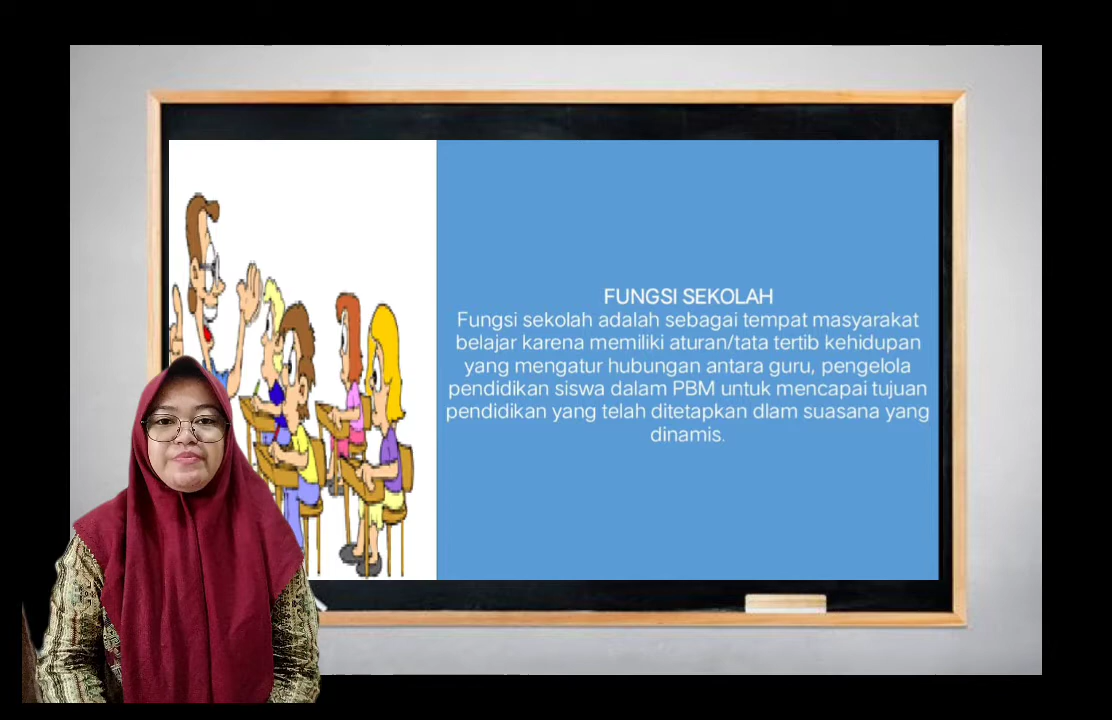 FUNGSI SEKOLAH
Fungsi sekolah adalah sebagai tempat masyarakat
belajar karena memiliki aturan/tata tertib kehidupan
yang mengatur hubungan antara guru, pengelola
pendidikan siswa dalam PBM untuk mencapai tujuan
pendidikan yang telah ditetapkan dlam suasana yang
dinamis.